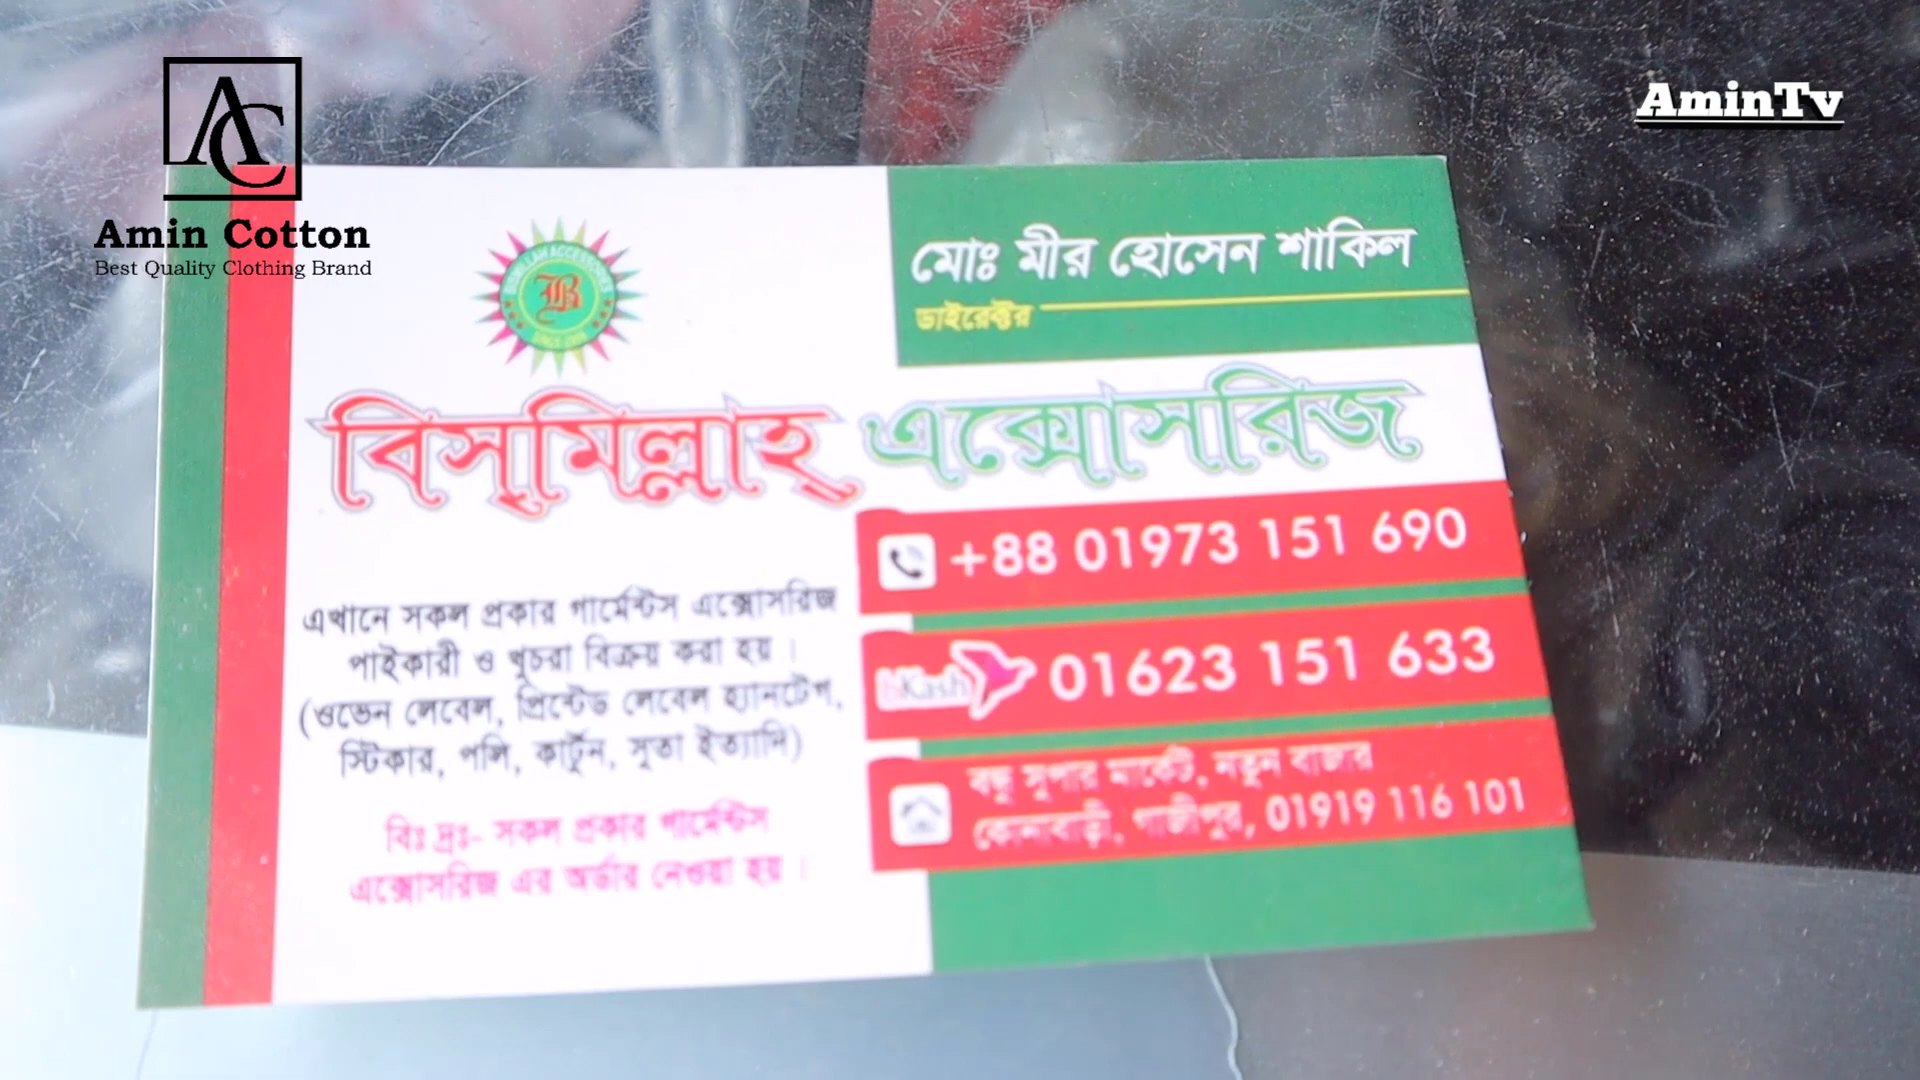 AC
Amin Cotton
Best Quality Clothing Brand
AminTv
BISMILLAH ACCESSORIES
B
মোঃ মীর হোসেন শাকিল
ডাইরেক্টর
বিস্‌মিল্লাহ্ এক্সোসরিজ
+88 01973 151 690
bKash 01623 151 633
বন্ধু সুপার মার্কেট, নতুন বাজার
কোনাবাড়ী, গাজীপুর, 01919 116 101
এখানে সকল প্রকার গার্মেন্টস এক্সোসরিজ
পাইকারী ও খুচরা বিক্রয় করা হয় ।
(ওভেন লেবেল, প্রিন্টেড লেবেল হ্যানটেগ,
স্টিকার, পলি, কার্টুন, সুতা ইত্যাদি)
বিঃ দ্রঃ- সকল প্রকার গার্মেন্টস
এক্সোসরিজ এর অর্ডার নেওয়া হয় ।